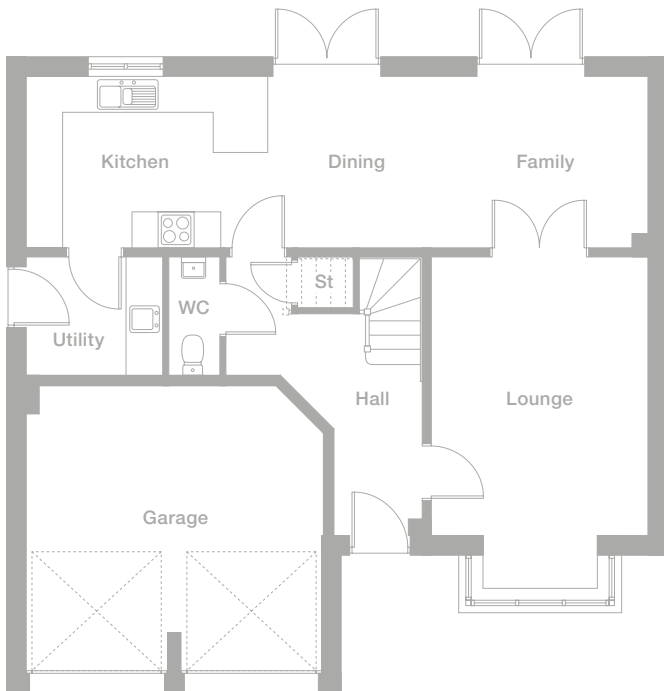 Kitchen
Dining
Family
St
WC
Utility
Hall
Lounge
Garage